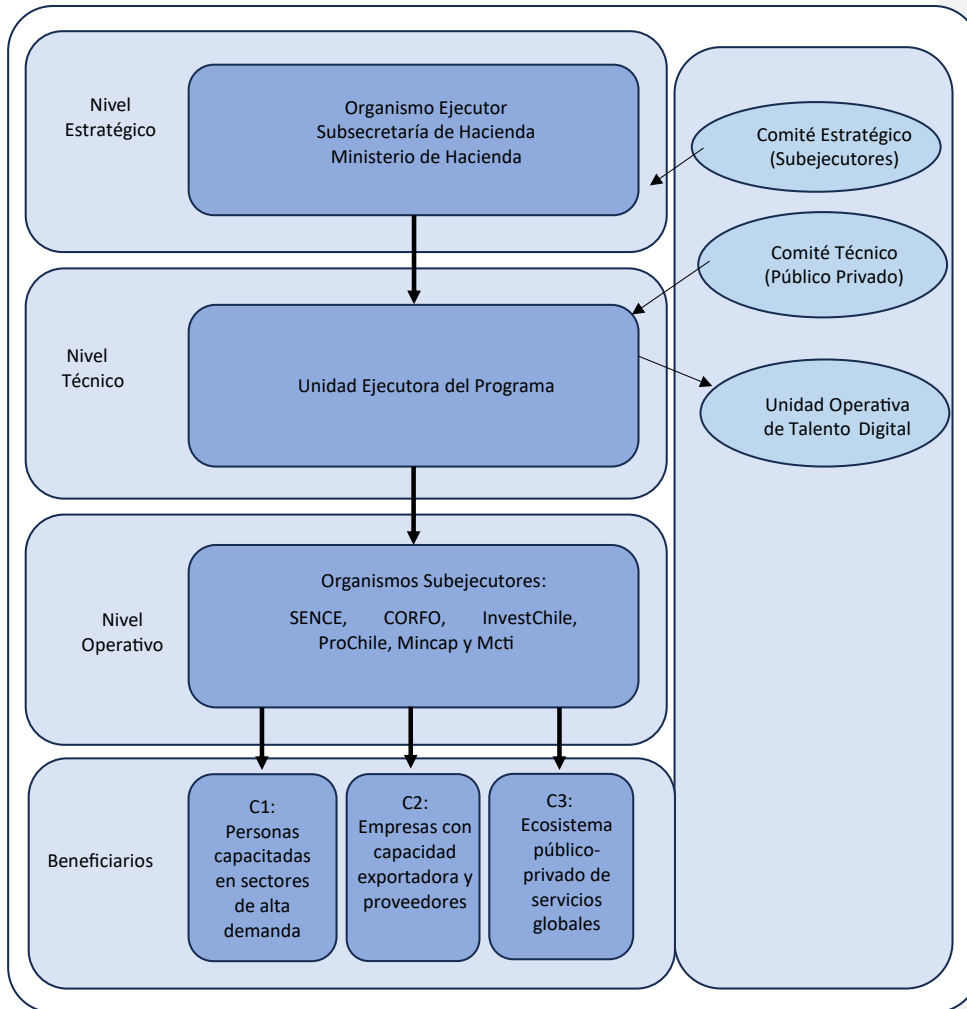 Nivel
Estratégico
Organismo Ejecutor
Subsecretaría de Hacienda
Ministerio de Hacienda
Comité Estratégico
(Subejecutores)
Comité Técnico
(Público Privado)
Nivel
Técnico
Unidad Ejecutora del Programa
Unidad Operativa
de Talento Digital
Nivel
Operativo
Organismos Subejecutores:
SENCE, CORFO, InvestChile,
ProChile, Mincap y Mcti
Beneficiarios
C1:
Personas
capacitadas
en sectores
de alta
demanda
C2:
Empresas con
capacidad
exportadora y
proveedores
C3:
Ecosistema
público-
privado de
servicios
globales